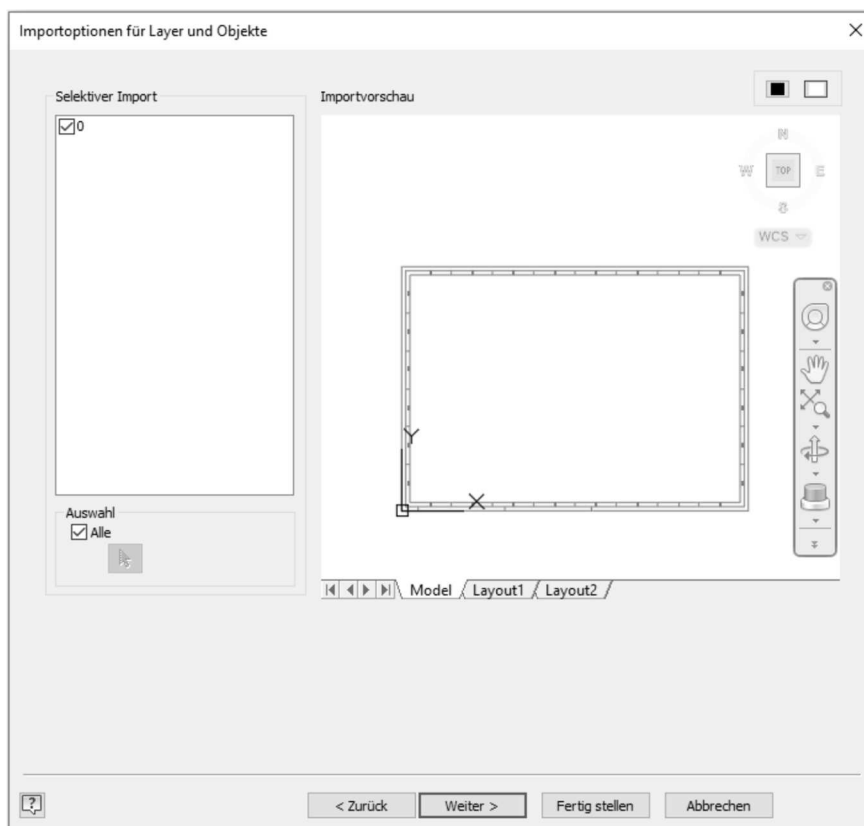 Importoptionen für Layer und Objekte
Selektiver Import
Importvorschau
0
N
W TOP E
S
WCS
Y
X
Auswahl
Alle
Model Layout1 Layout2
?
< Zurück Weiter > Fertig stellen Abbrechen